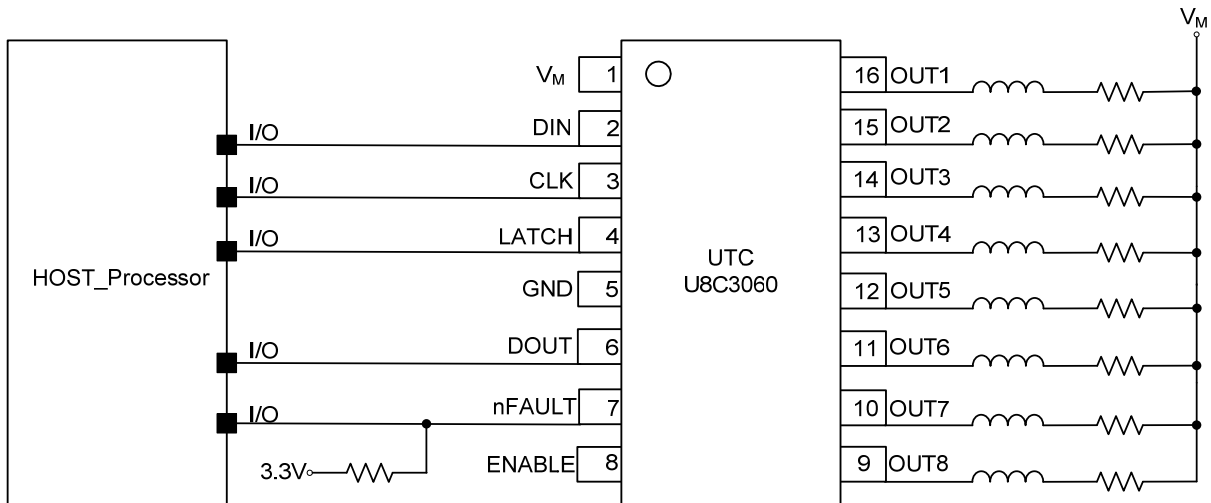 VM
HOST_Processor
I/O
I/O
I/O
I/O
I/O
3.3V
VM 1
DIN 2
CLK 3
LATCH 4
GND 5
DOUT 6
nFAULT 7
ENABLE 8
UTC
U8C3060
16 OUT1
15 OUT2
14 OUT3
13 OUT4
12 OUT5
11 OUT6
10 OUT7
9 OUT8